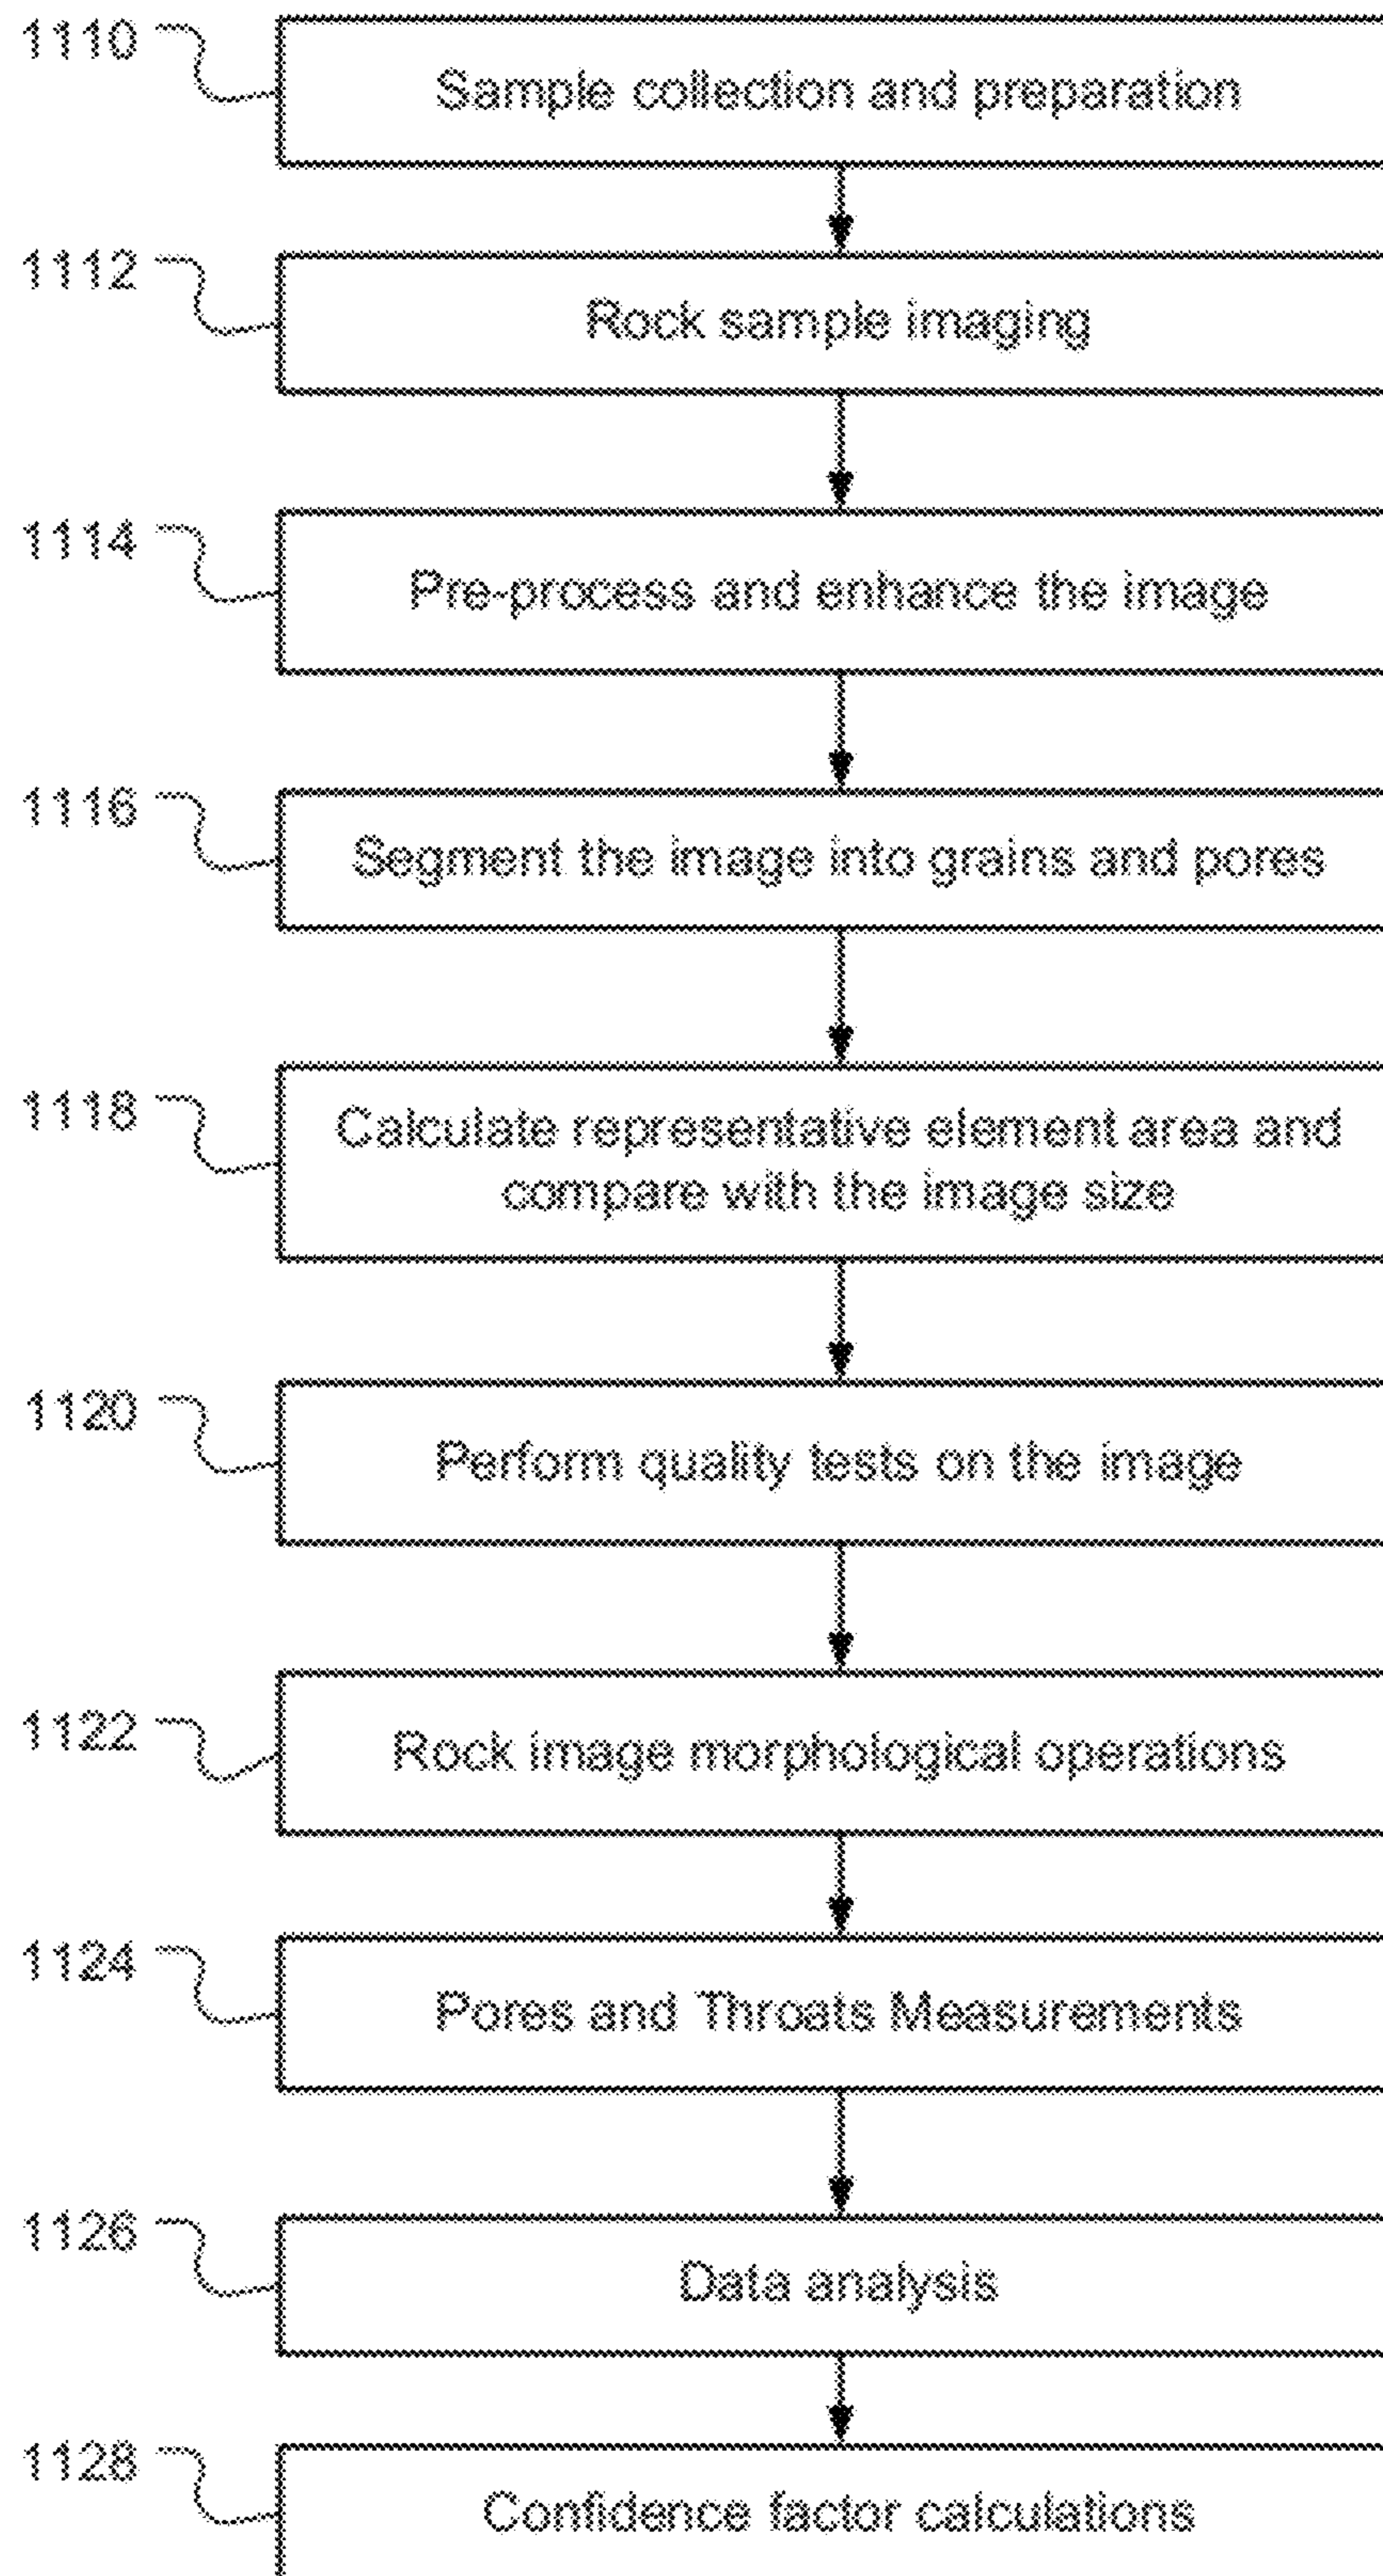 1110
Sample collection and preparation
1112
Rock sample imaging
1114
Pre-process and enhance the image
1116
Segment the image into grains and pores
1118
Calculate representative element area and
compare with the image size
1120
Perform quality tests on the image
1122
Rock image morphological operations
1124
Pores and Throats Measurements
1126
Data analysis
1128
Confidence factor calculations